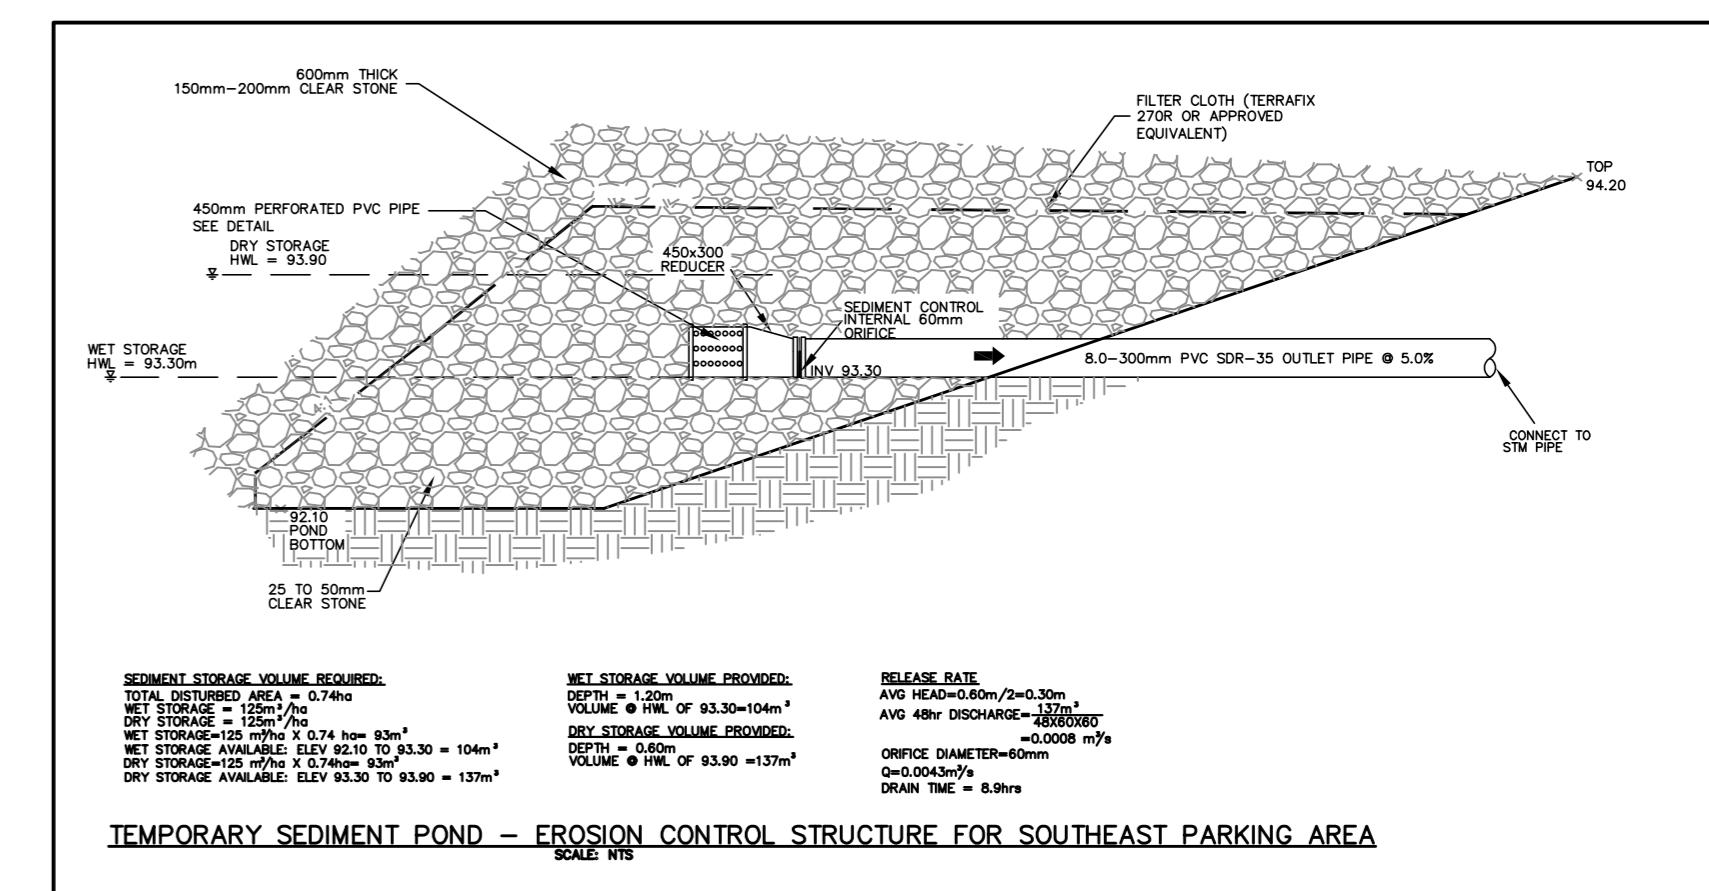 600mm THICK
150mm-200mm CLEAR STONE
FILTER CLOTH (TERRAFIX
270R OR APPROVED
EQUIVALENT)
TOP
94.20
450mm PERFORATED PVC PIPE
SEE DETAIL
DRY STORAGE
HWL = 93.90
450x300
REDUCER
SEDIMENT CONTROL
INTERNAL 60mm
ORIFICE
WET STORAGE
HWL = 93.30m
INV 93.30
8.0-300mm PVC SDR-35 OUTLET PIPE @ 5.0%
CONNECT TO
STM PIPE
92.10
POND
BOTTOM
25 TO 50mm
CLEAR STONE
SEDIMENT STORAGE VOLUME REQUIRED:
TOTAL DISTURBED AREA = 0.74ha
WET STORAGE = 125m³/ha
DRY STORAGE = 125m³/ha
WET STORAGE=125 m³/ha X 0.74 ha= 93m³
WET STORAGE AVAILABLE: ELEV 92.10 TO 93.30 = 104m³
DRY STORAGE=125 m³/ha X 0.74ha= 93m³
DRY STORAGE AVAILABLE: ELEV 93.30 TO 93.90 = 137m³
WET STORAGE VOLUME PROVIDED:
DEPTH = 1.20m
VOLUME @ HWL OF 93.30=104m³
DRY STORAGE VOLUME PROVIDED:
DEPTH = 0.60m
VOLUME @ HWL OF 93.90 =137m³
RELEASE RATE
AVG HEAD=0.60m/2=0.30m
AVG 48hr DISCHARGE= 137m³
48X60X60
=0.0008 m³/s
ORIFICE DIAMETER=60mm
Q=0.0043m³/s
DRAIN TIME = 8.9hrs
TEMPORARY SEDIMENT POND - EROSION CONTROL STRUCTURE FOR SOUTHEAST PARKING AREA
SCALE: NTS